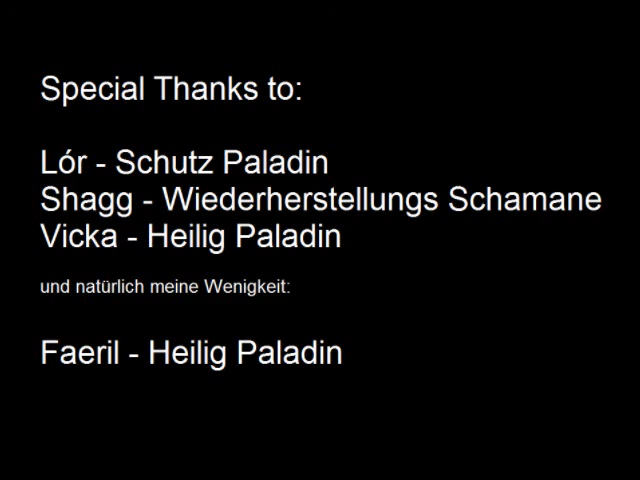 Special Thanks to:
Lór - Schutz Paladin
Shagg - Wiederherstellungs Schamane
Vicka - Heilig Paladin
und natürlich meine Wenigkeit:
Faeril - Heilig Paladin